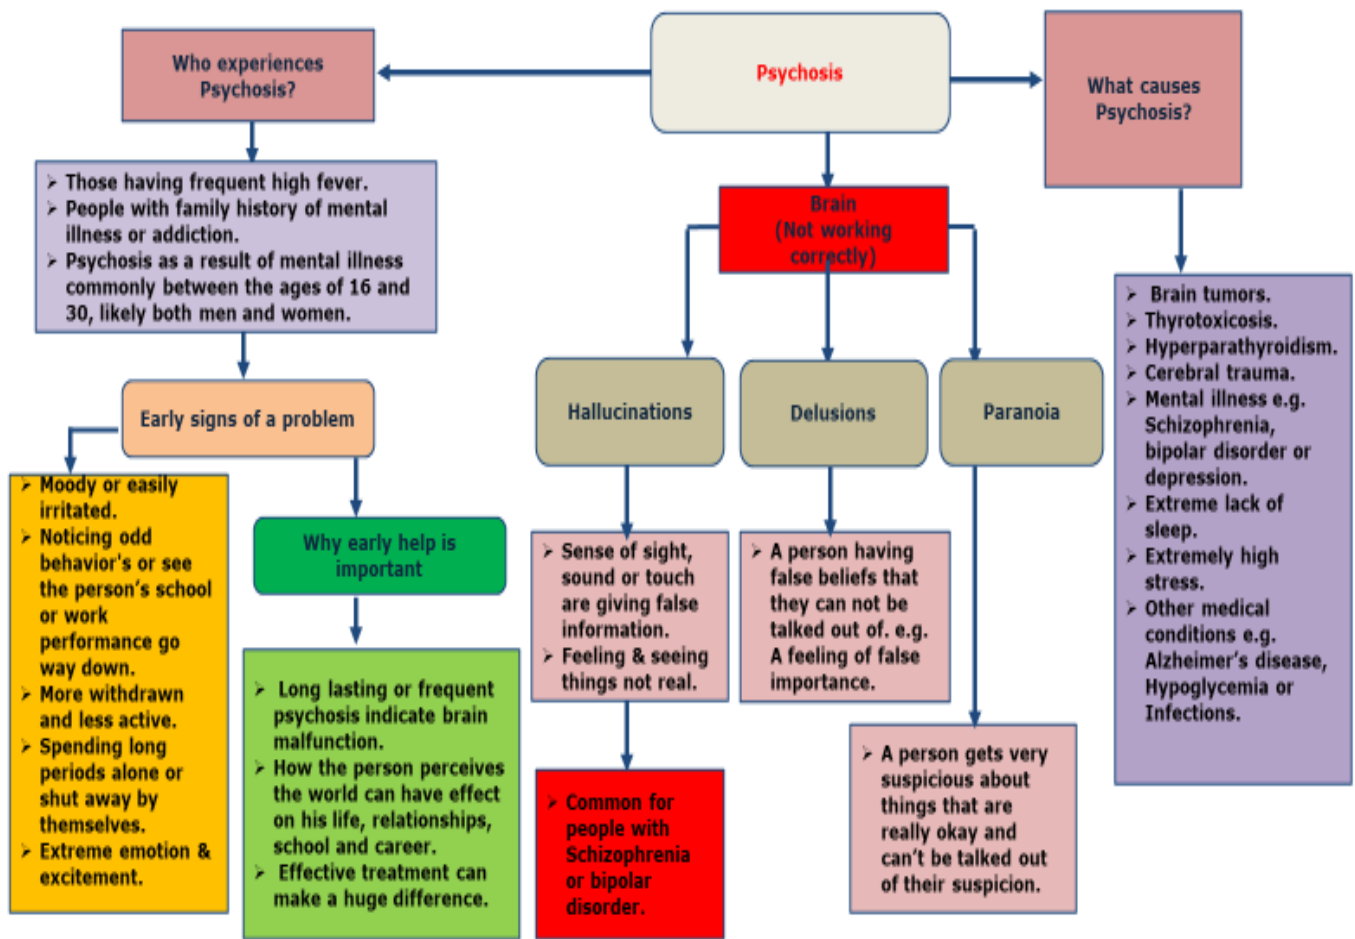 Psychosis
Who experiences
Psychosis?
➢ Those having frequent high fever.
➢ People with family history of mental
illness or addiction.
➢ Psychosis as a result of mental illness
commonly between the ages of 16 and
30, likely both men and women.
Early signs of a problem
➢ Moody or easily
irritated.
➢ Noticing odd
behavior's or see
the person's school
or work
performance go
way down.
➢ More withdrawn
and less active.
➢ Spending long
periods alone or
shut away by
themselves.
➢ Extreme emotion &
excitement.
Why early help is
important
➢ Long lasting or frequent
psychosis indicate brain
malfunction.
➢ How the person perceives
the world can have effect
on his life, relationships,
school and career.
➢ Effective treatment can
make a huge difference.
Brain
(Not working
correctly)
Hallucinations
➢ Sense of sight,
sound or touch
are giving false
information.
➢ Feeling & seeing
things not real.
➢ Common for
people with
Schizophrenia
or bipolar
disorder.
Delusions
➢ A person having
false beliefs that
they can not be
talked out of. e.g.
A feeling of false
importance.
Paranoia
➢ A person gets very
suspicious about
things that are
really okay and
can't be talked out
of their suspicion.
What causes
Psychosis?
➢ Brain tumors.
➢ Thyrotoxicosis.
➢ Hyperparathyroidism.
➢ Cerebral trauma.
➢ Mental illness e.g.
Schizophrenia,
bipolar disorder or
depression.
➢ Extreme lack of
sleep.
➢ Extremely high
stress.
➢ Other medical
conditions e.g.
Alzheimer's disease,
Hypoglycemia or
Infections.